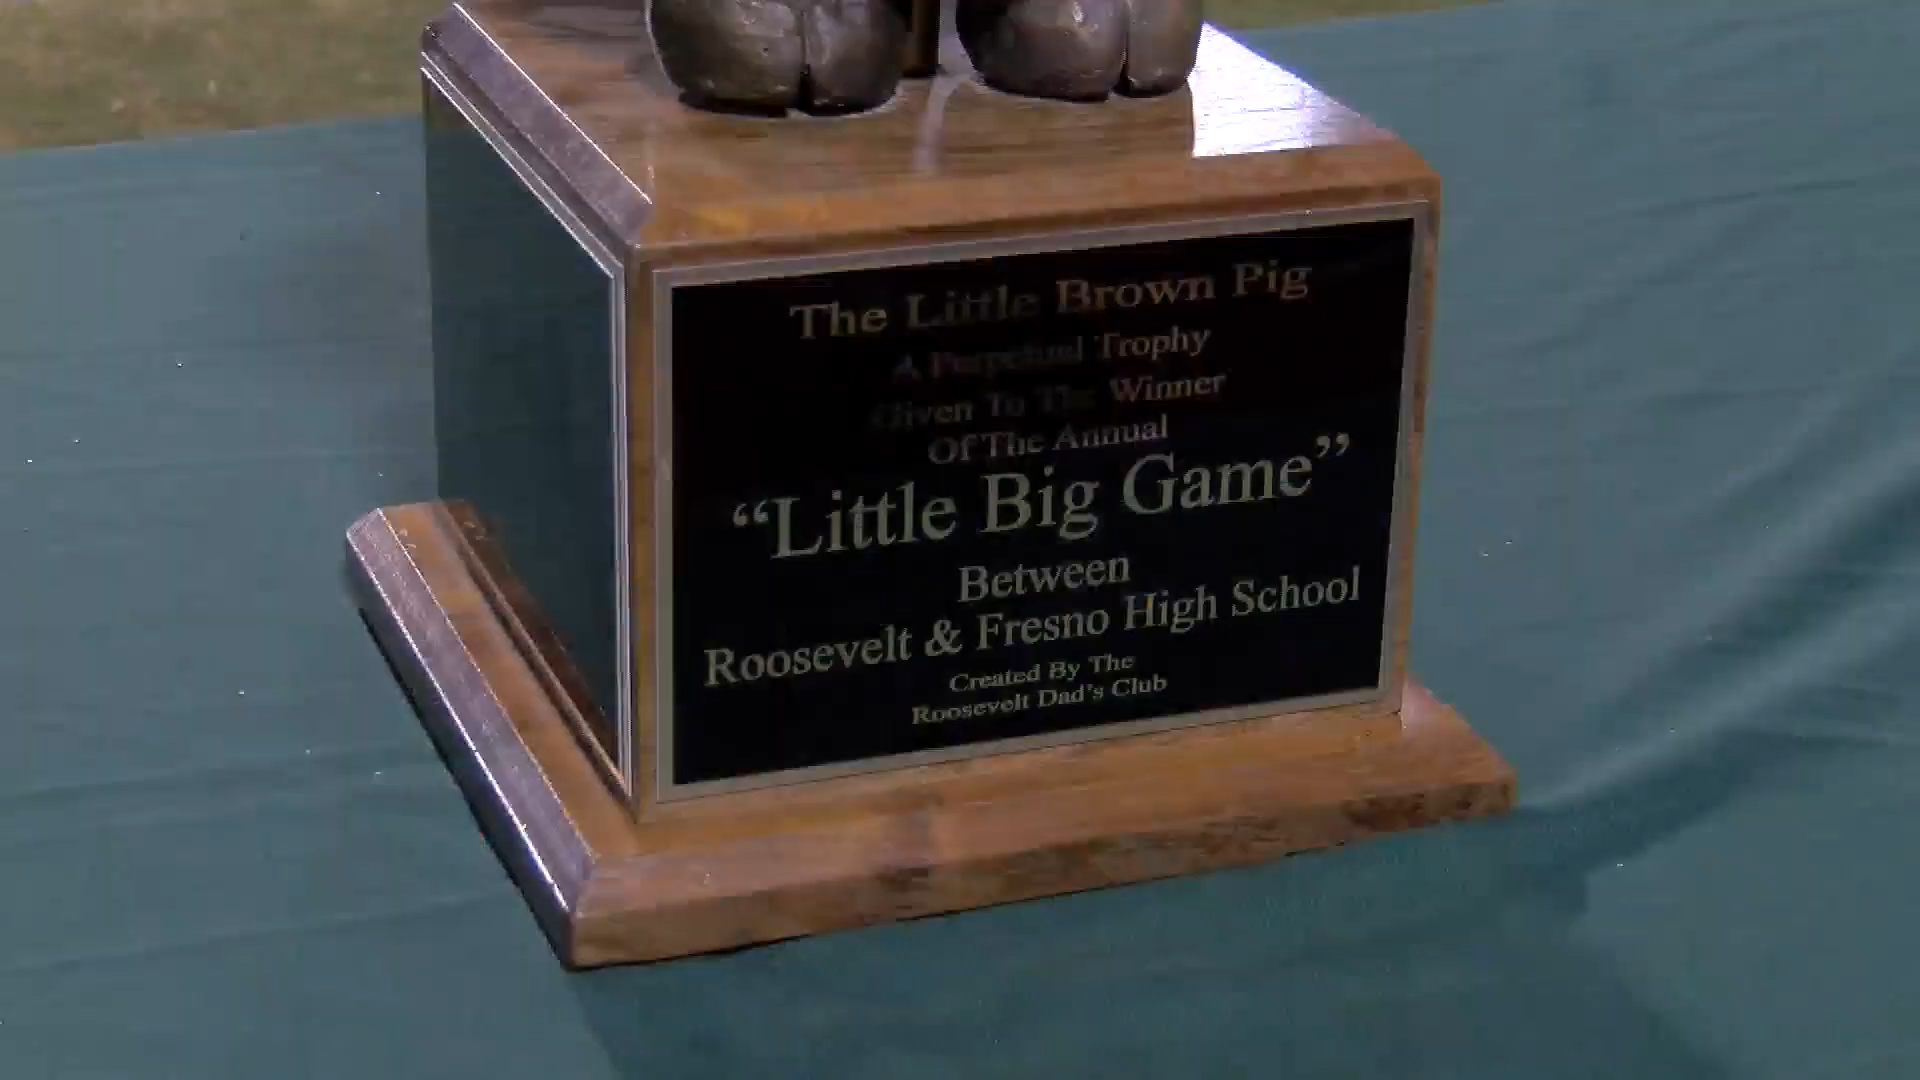 The Little Brown Pig
A Perpetual Trophy
Given To The Winner
Of The Annual
“Little Big Game”
Between
Roosevelt & Fresno High School
Created By The
Roosevelt Dad's Club